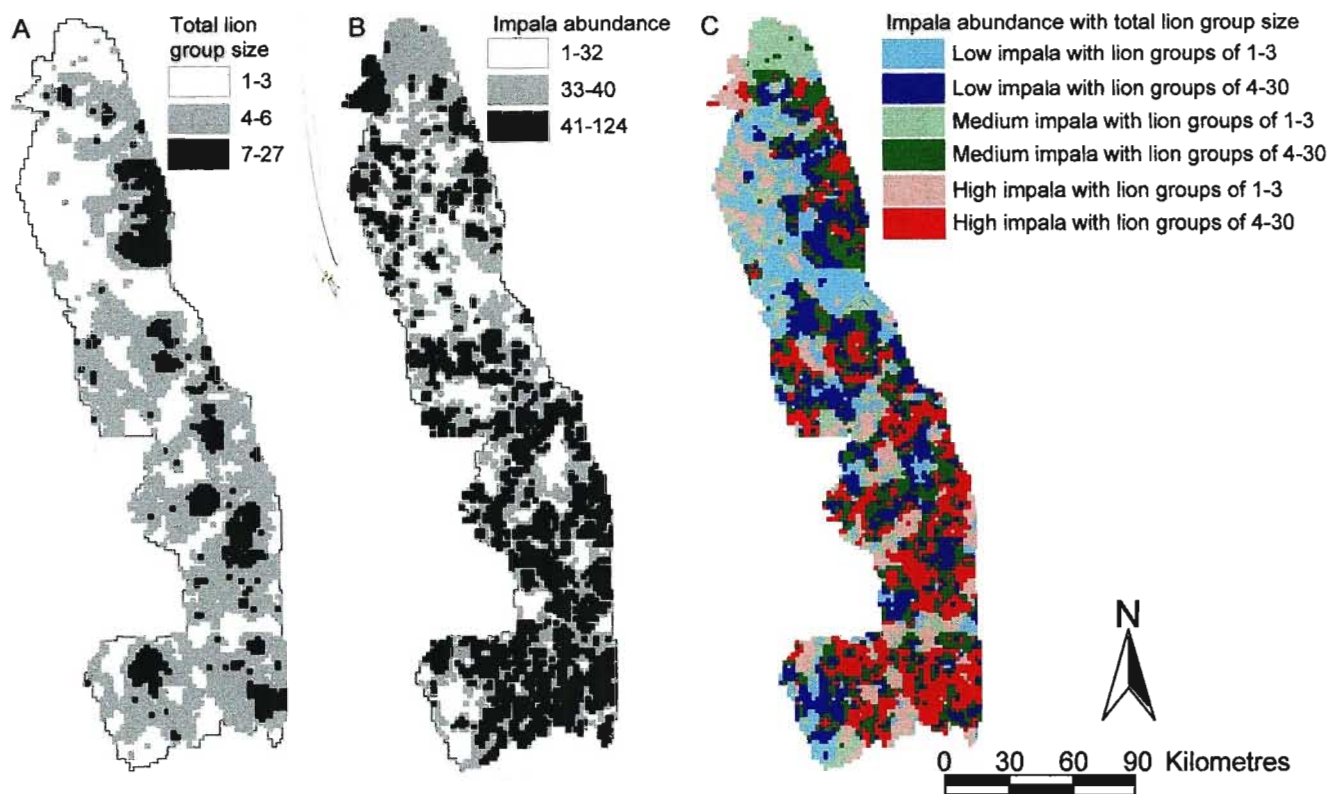 A
Total lion
group size
1-3
4-6
7-27
B
Impala abundance
1-32
33-40
41-124
C
Impala abundance with total lion group size
Low impala with lion groups of 1-3
Low impala with lion groups of 4-30
Medium impala with lion groups of 1-3
Medium impala with lion groups of 4-30
High impala with lion groups of 1-3
High impala with lion groups of 4-30
N
0 30 60 90 Kilometres